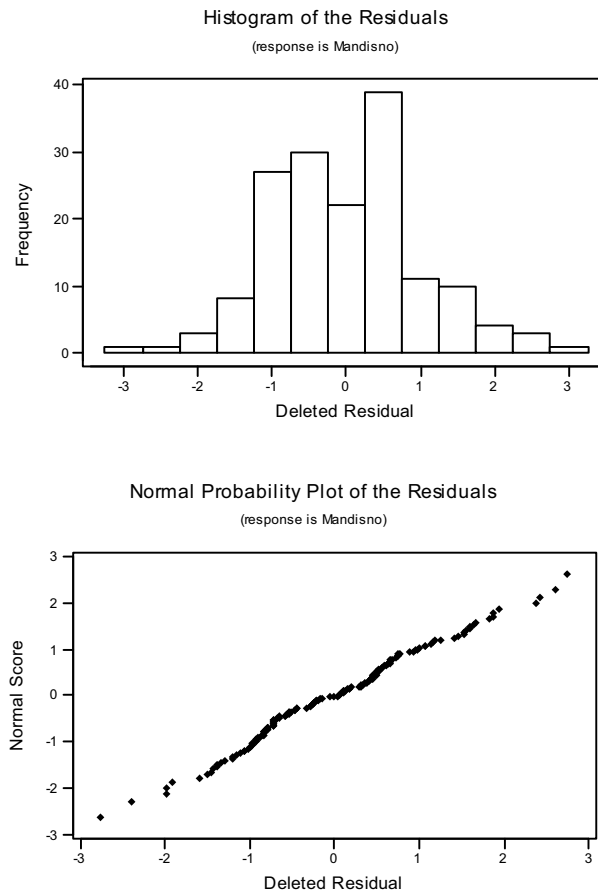 Histogram of the Residuals
(response is Mandisno)
40
30
20
10
0
Frequency
-3 -2 -1 0 1 2 3
Deleted Residual
Normal Probability Plot of the Residuals
(response is Mandisno)
3
2
1
0
-1
-2
-3
Normal Score
-3 -2 -1 0 1 2 3
Deleted Residual